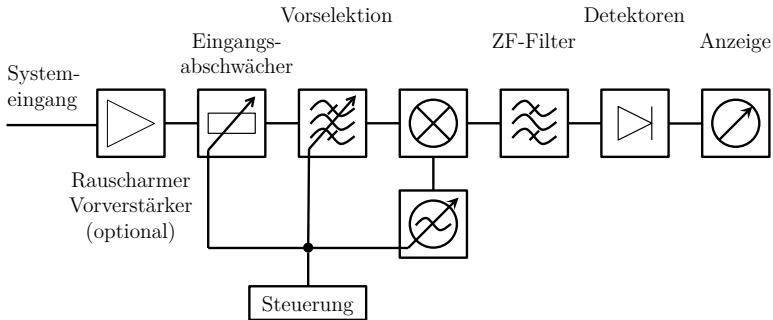 Vorselektion
Detektoren
Eingangs-
abschwächer
ZF-Filter
Anzeige
System-
eingang
Rauscharmer
Vorverstärker
(optional)
Steuerung